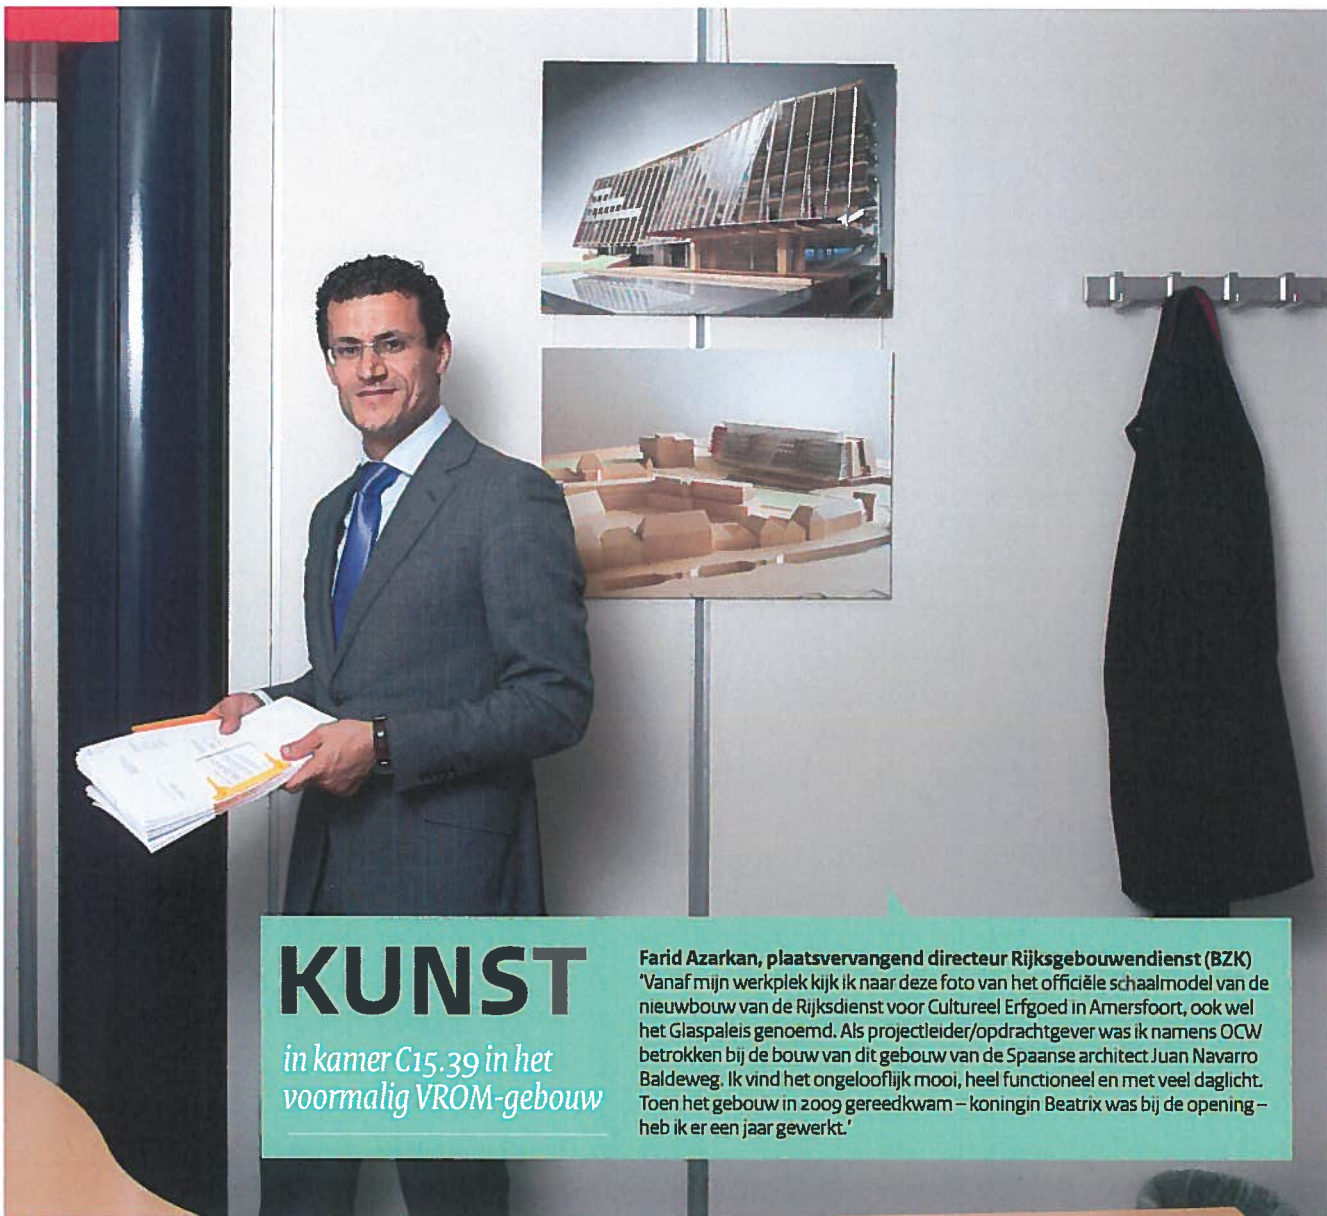 KUNST
in kamer C15.39 in het
voormalig VROM-gebouw
Farid Azarkan, plaatsvervangend directeur Rijksgebouwendienst (BZK)
'Vanaf mijn werkplek kijk ik naar deze foto van het officiële schaalmodel van de
nieuwbouw van de Rijksdienst voor Cultureel Erfgoed in Amersfoort, ook wel
het Glaspaleis genoemd. Als projectleider/opdrachtgever was ik namens OCW
betrokken bij de bouw van dit gebouw van de Spaanse architect Juan Navarro
Baldeweg. Ik vind het ongelooflijk mooi, heel functioneel en met veel daglicht.
Toen het gebouw in 2009 gereedkwam – koningin Beatrix was bij de opening –
heb ik er een jaar gewerkt.'